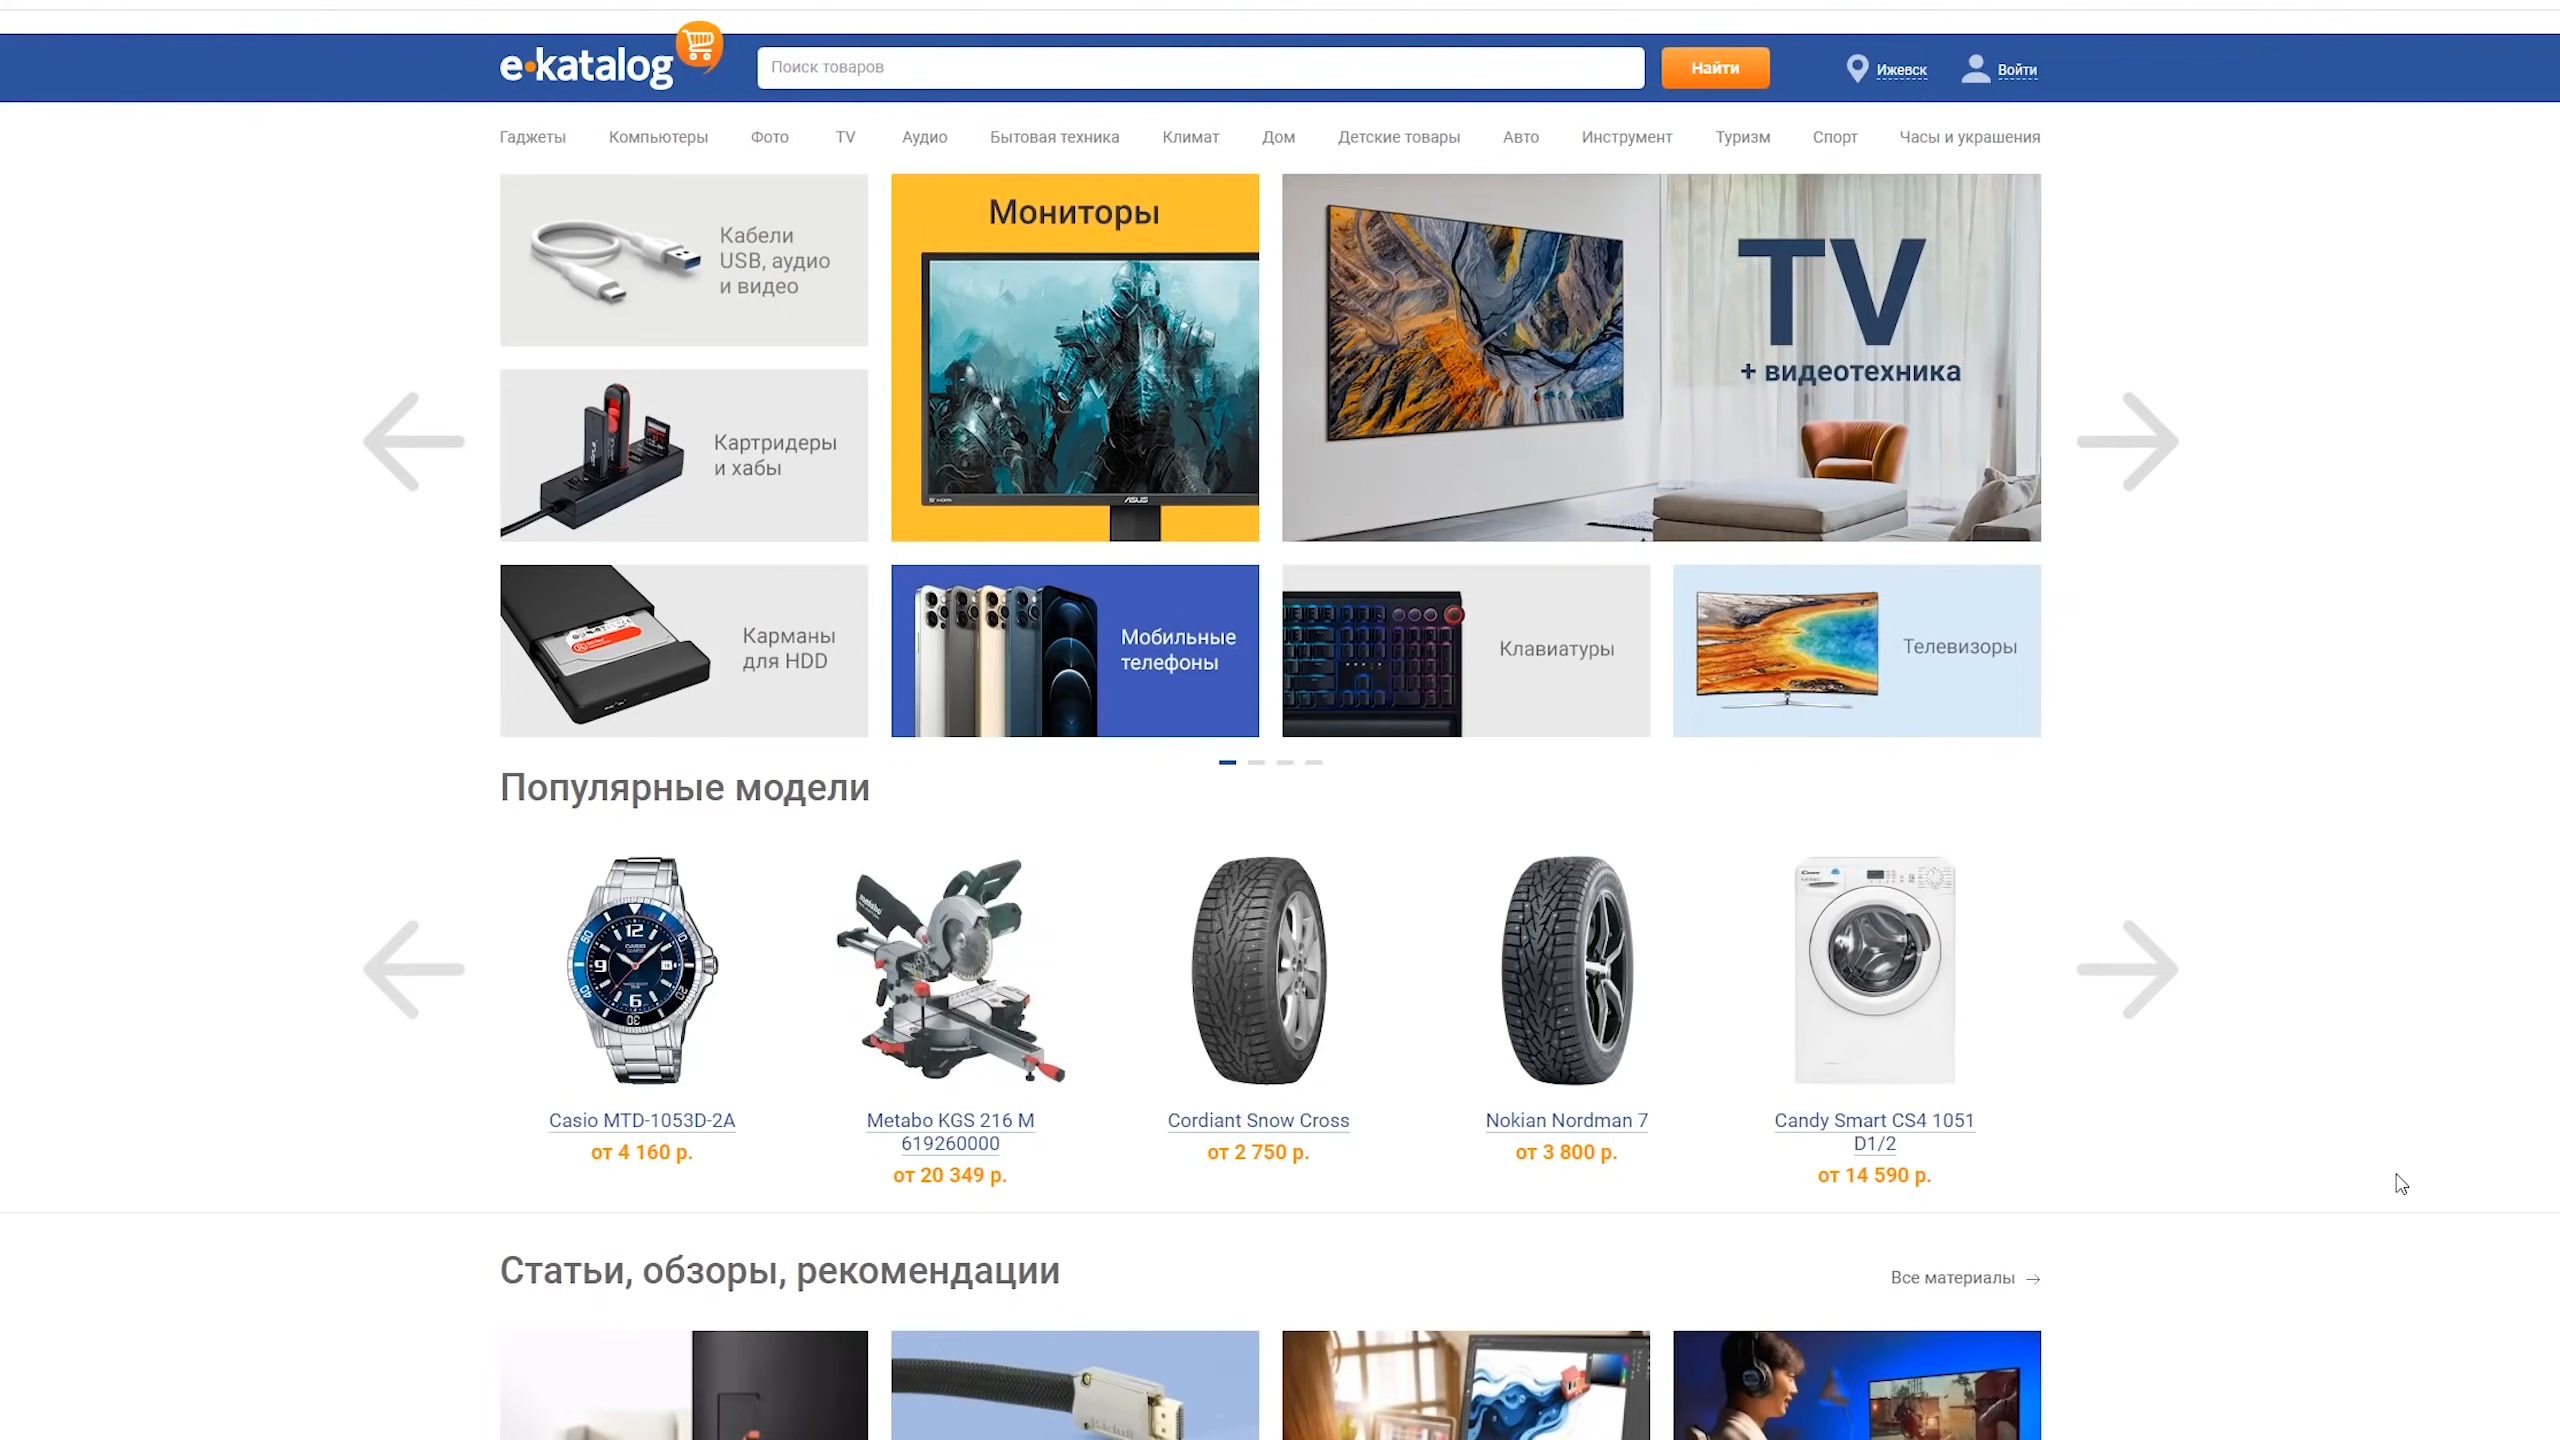 e•katalog
Поиск товаров
Найти
Ижевск
Войти
Гаджеты Компьютеры Фото TV Аудио Бытовая техника Климат Дом Детские товары Авто Инструмент Туризм Спорт Часы и украшения
Кабели
USB, аудио
и видео
Мониторы
ASUS
HDMI
TV
+ видеотехника
Картридеры
и хабы
Карманы
для HDD
Мобильные
телефоны
Клавиатуры
Телевизоры
Популярные модели
Casio MTD-1053D-2A
от 4 160 р.
Metabo KGS 216 M
619260000
от 20 349 р.
Cordiant Snow Cross
от 2 750 р.
Nokian Nordman 7
от 3 800 р.
Candy Smart CS4 1051
D1/2
от 14 590 р.
Статьи, обзоры, рекомендации
Все материалы →